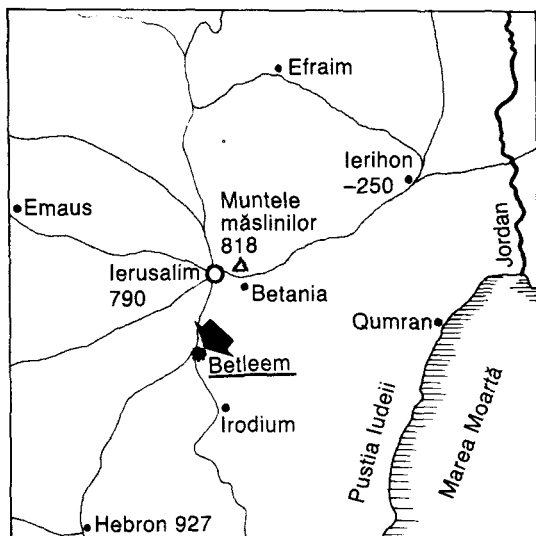 Efraim
Ierihon
–250
Emaus
Muntele
măslinilor
818
Jordan
Ierusalim
790
Betania
Qumran
Betleem
Irodium
Pustia Iudeii
Marea Moartă
Hebron 927